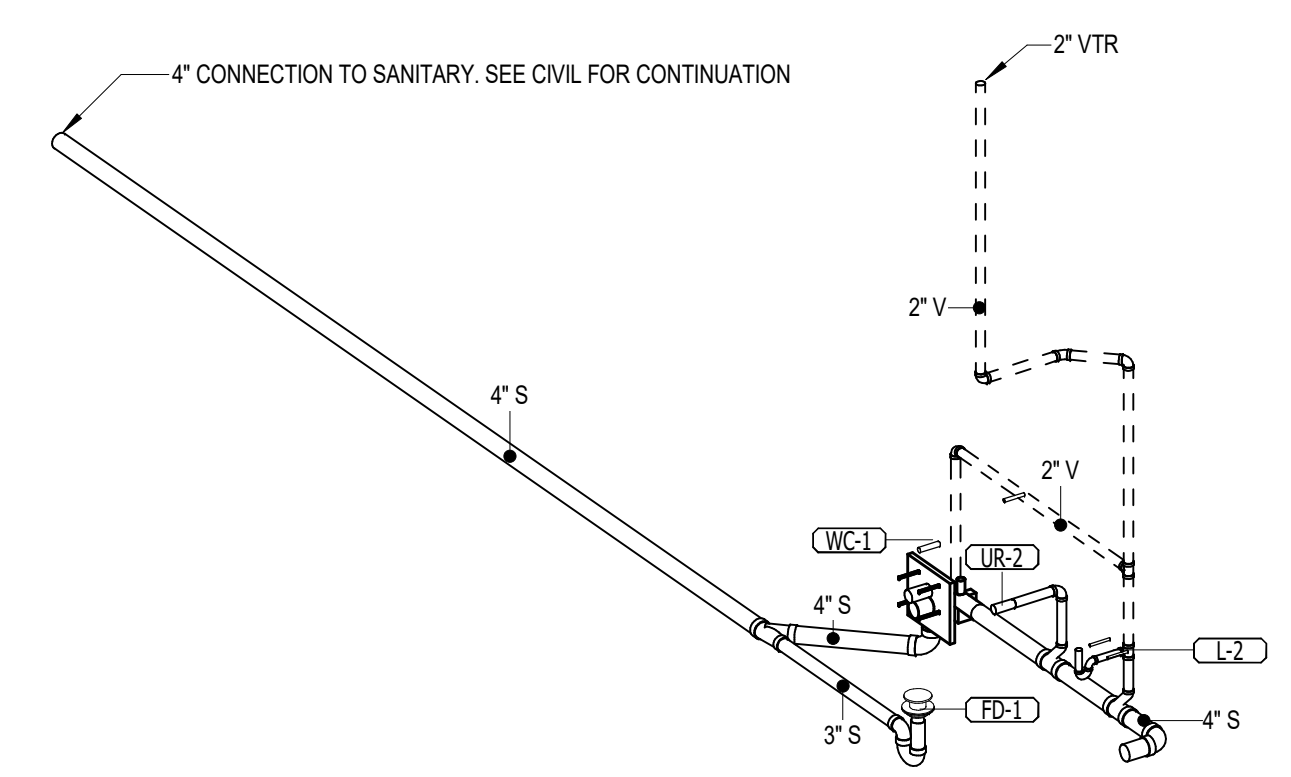 2" VTR
4" CONNECTION TO SANITARY. SEE CIVIL FOR CONTINUATION
2" V
4" S
2" V
WC-1
UR-2
4" S
L-2
FD-1
3" S
4" S